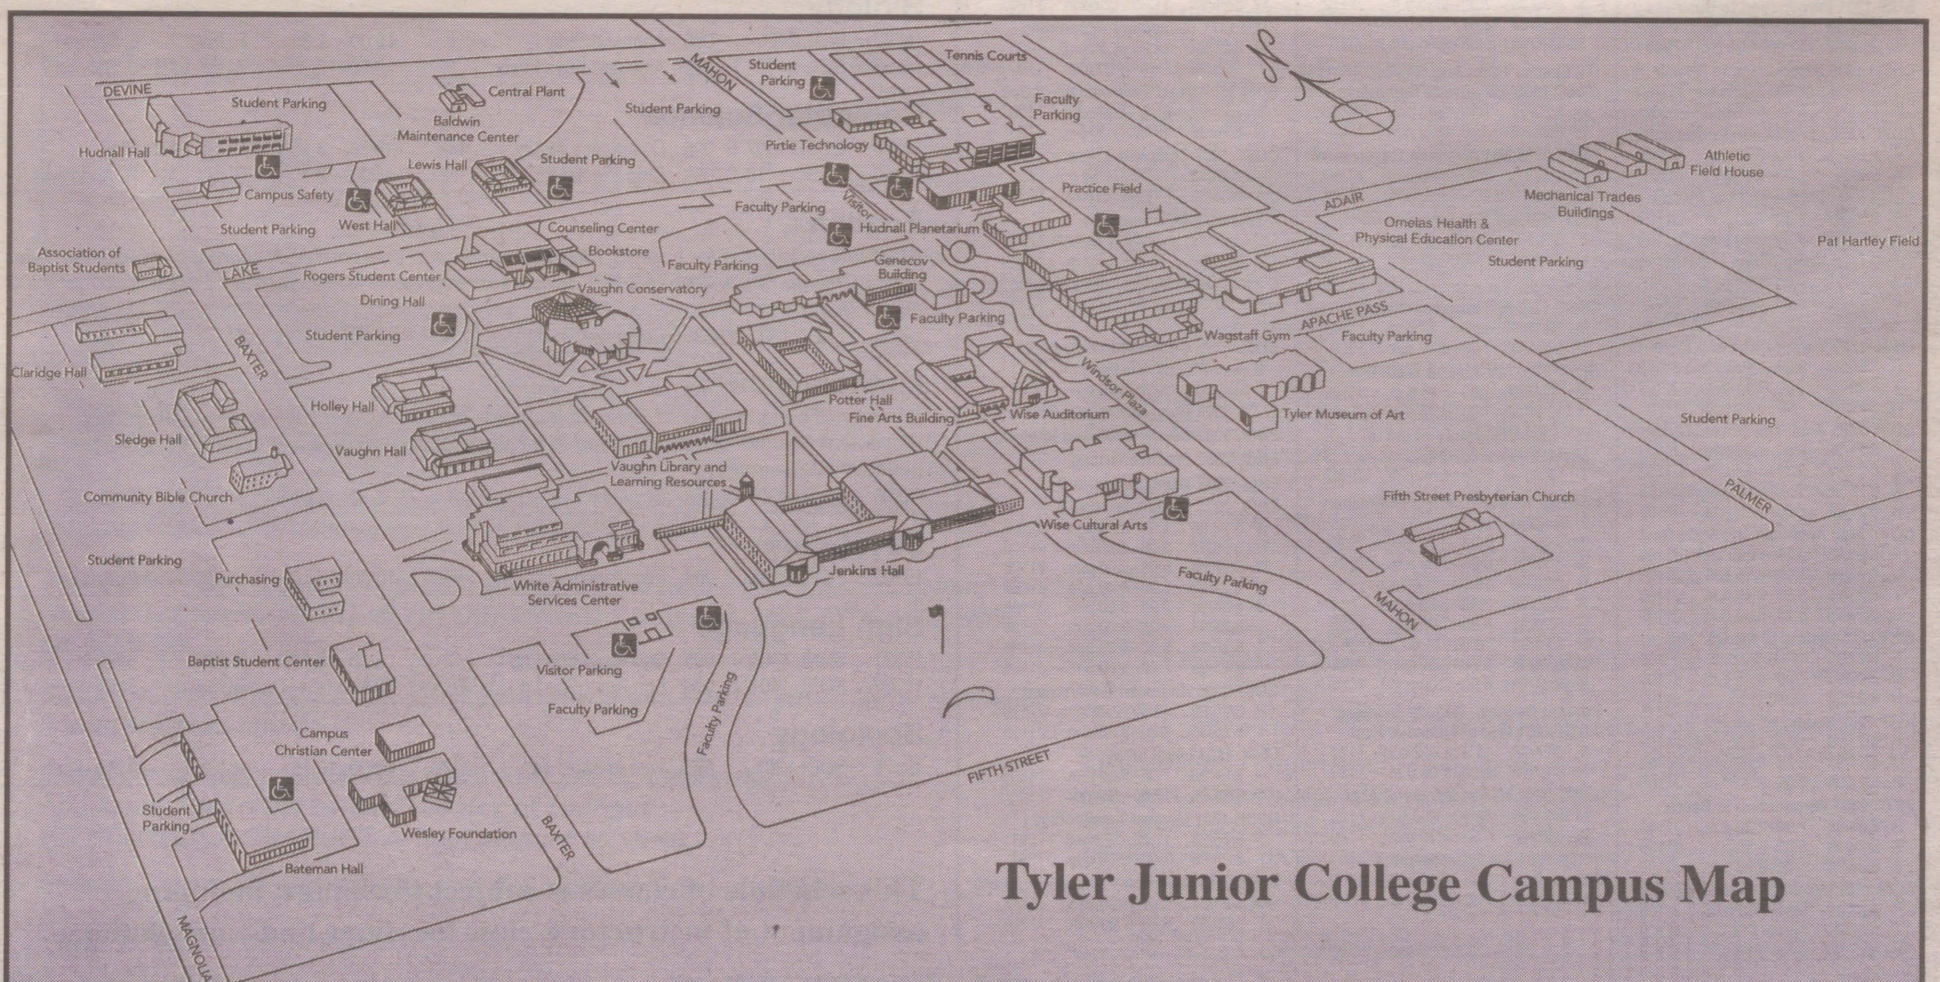 DEVINE
Student Parking
Central Plant
Baldwin
Maintenance Center
MAHON
Student
Parking
Tennis Courts
Student Parking
Faculty
Parking
N
Hudnall Hall
Pirtle Technology
Lewis Hall
Student Parking
Athletic
Field House
Mechanical Trades
Buildings
Campus Safety
Visitor
Faculty Parking
Practice Field
ADAIR
Student Parking
West Hall
Counseling Center
Hudnall Planetarium
Ornelas Health &
Physical Education Center
Pat Hartley Field
Association of
Baptist Students
LAKE
Rogers Student Center
Bookstore
Faculty Parking
Genecov
Building
Student Parking
Dining Hall
Vaughn Conservatory
Student Parking
Faculty Parking
APACHE PASS
Wagstaff Gym
Faculty Parking
BAXTER
Claridge Hall
Windsor Plaza
Holley Hall
Potter Hall
Fine Arts Building
Wise Auditorium
Tyler Museum of Art
Student Parking
Sledge Hall
Vaughn Hall
Vaughn Library and
Learning Resources
Community Bible Church
Fifth Street Presbyterian Church
PALMER
Wise Cultural Arts
Student Parking
Purchasing
White Administrative
Services Center
Jenkins Hall
Faculty Parking
MAHON
Baptist Student Center
Visitor Parking
Faculty Parking
Faculty Parking
Campus
Christian Center
FIFTH STREET
Student
Parking
Wesley Foundation
BAXTER
Bateman Hall
MAGNOLIA
Tyler Junior College Campus Map